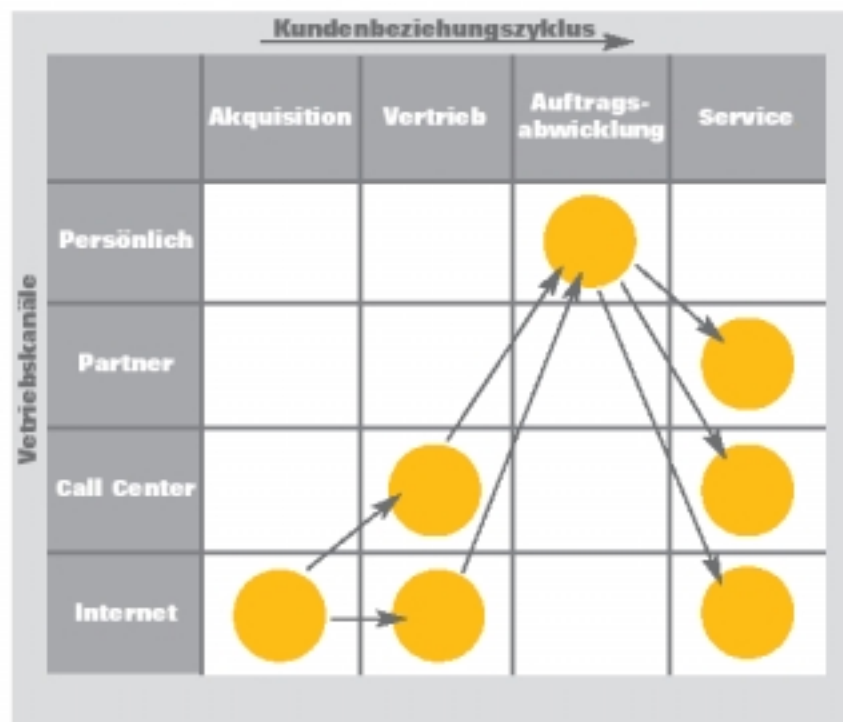 Kundenbeziehungszyklus
Akquisition
Vertrieb
Auftrags-
abwicklung
Service
Vetriebskanäle
Persönlich
Partner
Call Center
Internet